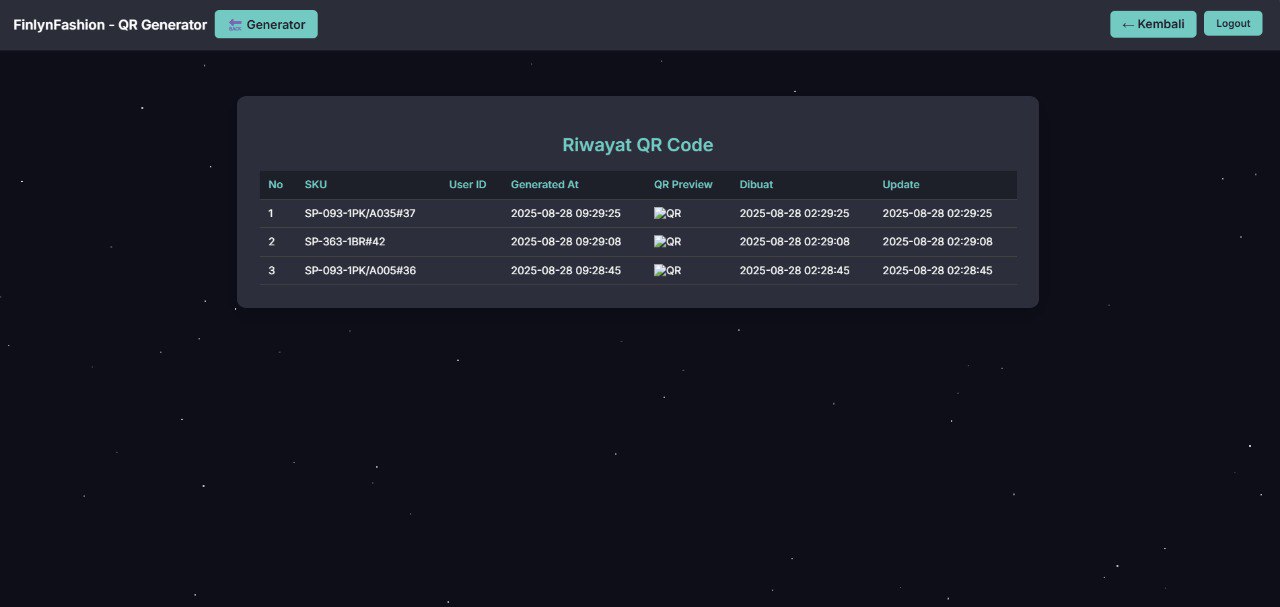 FinlynFashion - QR Generator 🔙 Generator ← Kembali Logout
Riwayat QR Code
No SKU User ID Generated At QR Preview Dibuat Update
1 SP-093-1PK/A035#37 2025-08-28 09:29:25 QR 2025-08-28 02:29:25 2025-08-28 02:29:25
2 SP-363-1BR#42 2025-08-28 09:29:08 QR 2025-08-28 02:29:08 2025-08-28 02:29:08
3 SP-093-1PK/A005#36 2025-08-28 09:28:45 QR 2025-08-28 02:28:45 2025-08-28 02:28:45